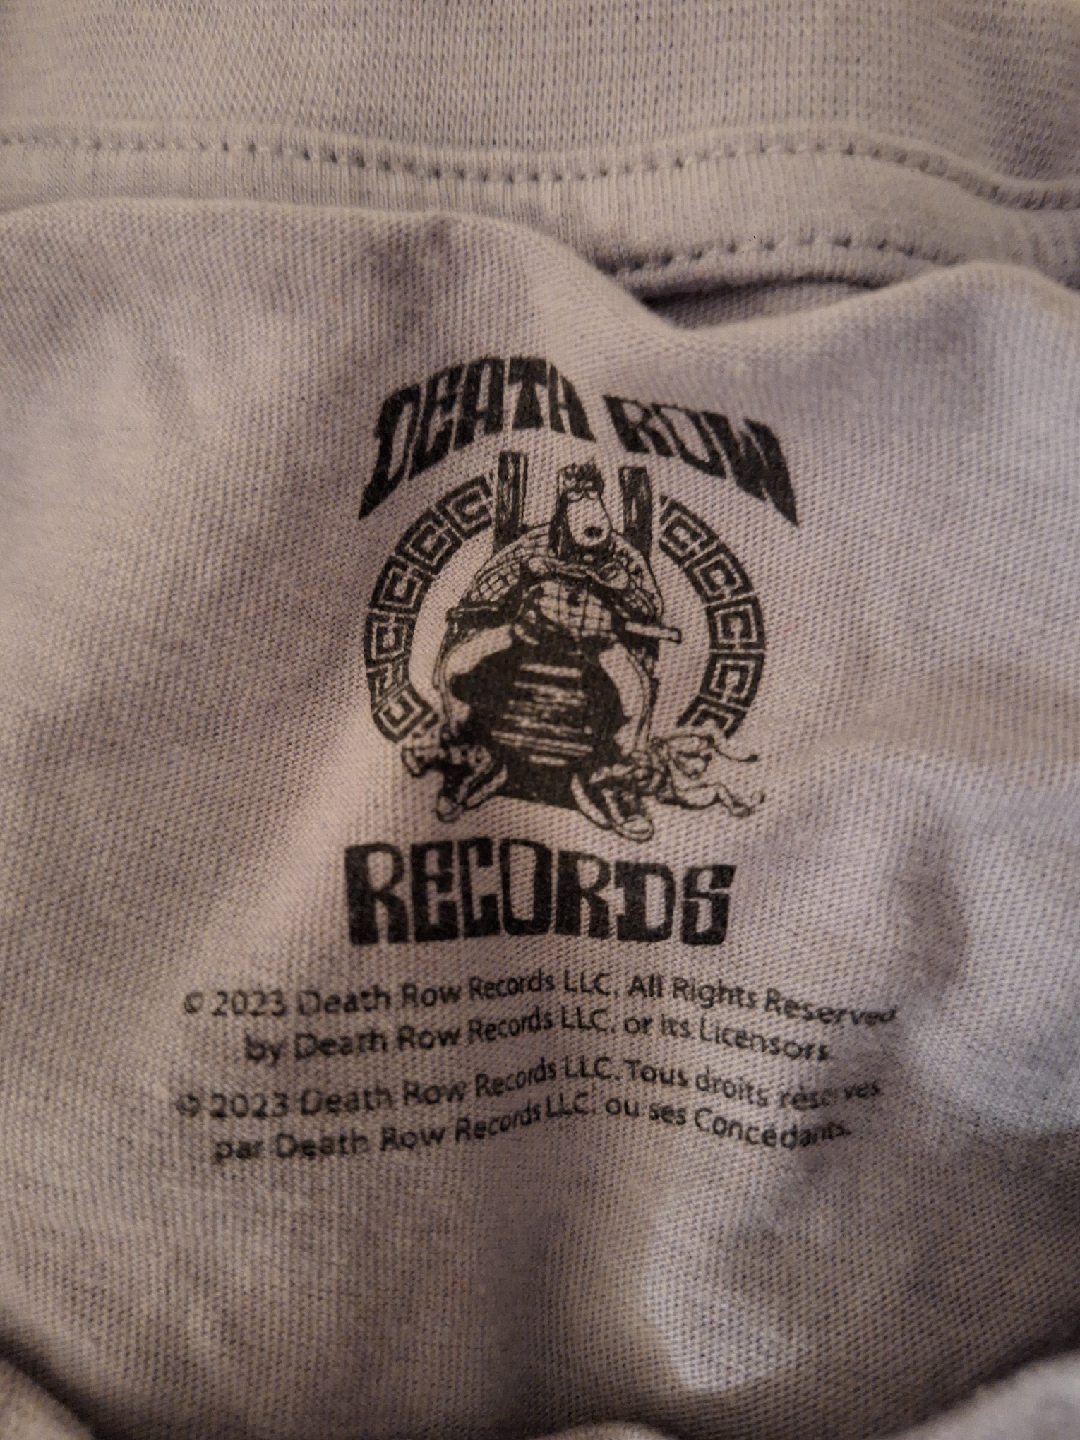 DEATH ROW
RECORDS
© 2023 Death Row Records LLC. All Rights Reserved
by Death Row Records LLC. or its Licensors
© 2023 Death Row Records LLC. Tous droits réservés
par Death Row Records LLC. ou ses Concédants.